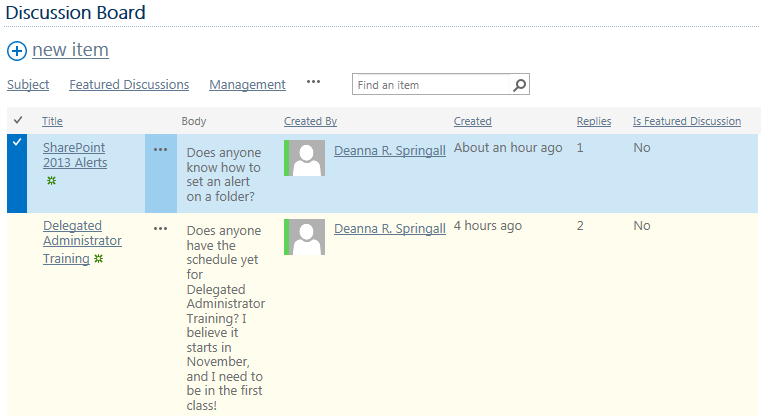 Discussion Board
new item
Subject Featured Discussions Management ••• Find an item
Title Body Created By Created Replies Is Featured Discussion
SharePoint
2013 Alerts
•••
Does anyone
know how to
set an alert
on a folder?
Deanna R. Springall
About an hour ago
1
No
Delegated
Administrator
Training
•••
Does anyone
have the
schedule yet
for
Delegated
Administrator
Training? I
believe it
starts in
November,
and I need to
be in the first
class!
Deanna R. Springall
4 hours ago
2
No